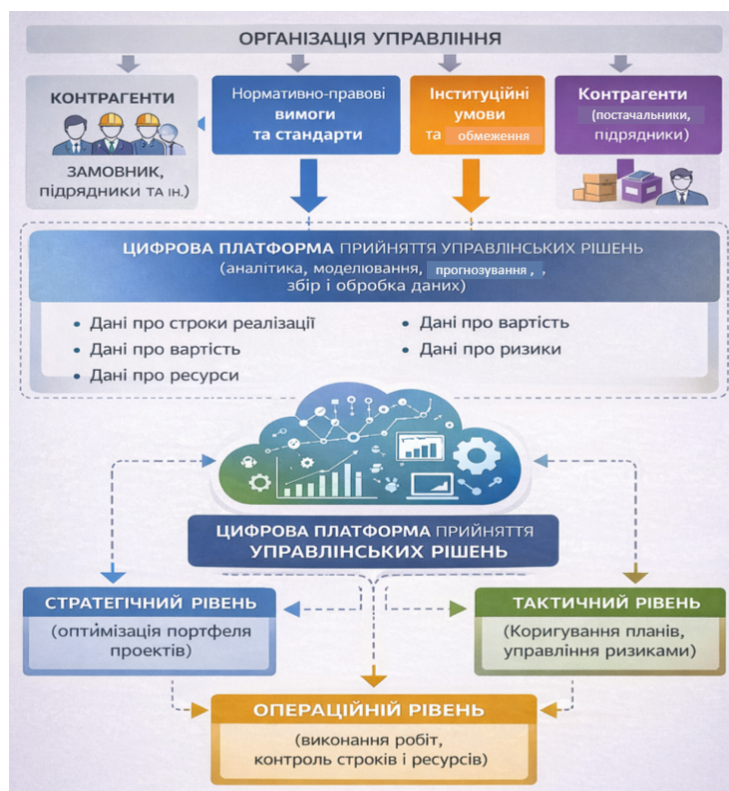 ОРГАНІЗАЦІЯ УПРАВЛІННЯ
КОНТРАГЕНТИ
ЗАМОВНИК,
ПІДРЯДНИКИ ТА ІН.)
Нормативно-правові
вимоги
та стандарти
Інституційні
умови
та обмеження
Контрагенти
(постачальники,
підрядники)
ЦИФРОВА ПЛАТФОРМА ПРИЙНЯТТЯ УПРАВЛІНСЬКИХ РІШЕНЬ
(аналітика, моделювання, прогнозування , ,
збір і обробка даних)
• Дані про строки реалізації
• Дані про вартість
• Дані про ресурси
• Дані про вартість
• Дані про ризики
ЦИФРОВА ПЛАТФОРМА ПРИЙНЯТТЯ
УПРАВЛІНСЬКИХ РІШЕНЬ
СТРАТЕГІЧНИЙ РІВЕНЬ
(оптимізація портфеля
проектів)
ТАКТИЧНИЙ РІВЕНЬ
(Коригування планів,
управління ризиками)
ОПЕРАЦІЙНІЙ РІВЕНЬ
(виконання робіт,
контроль строків і ресурсів)